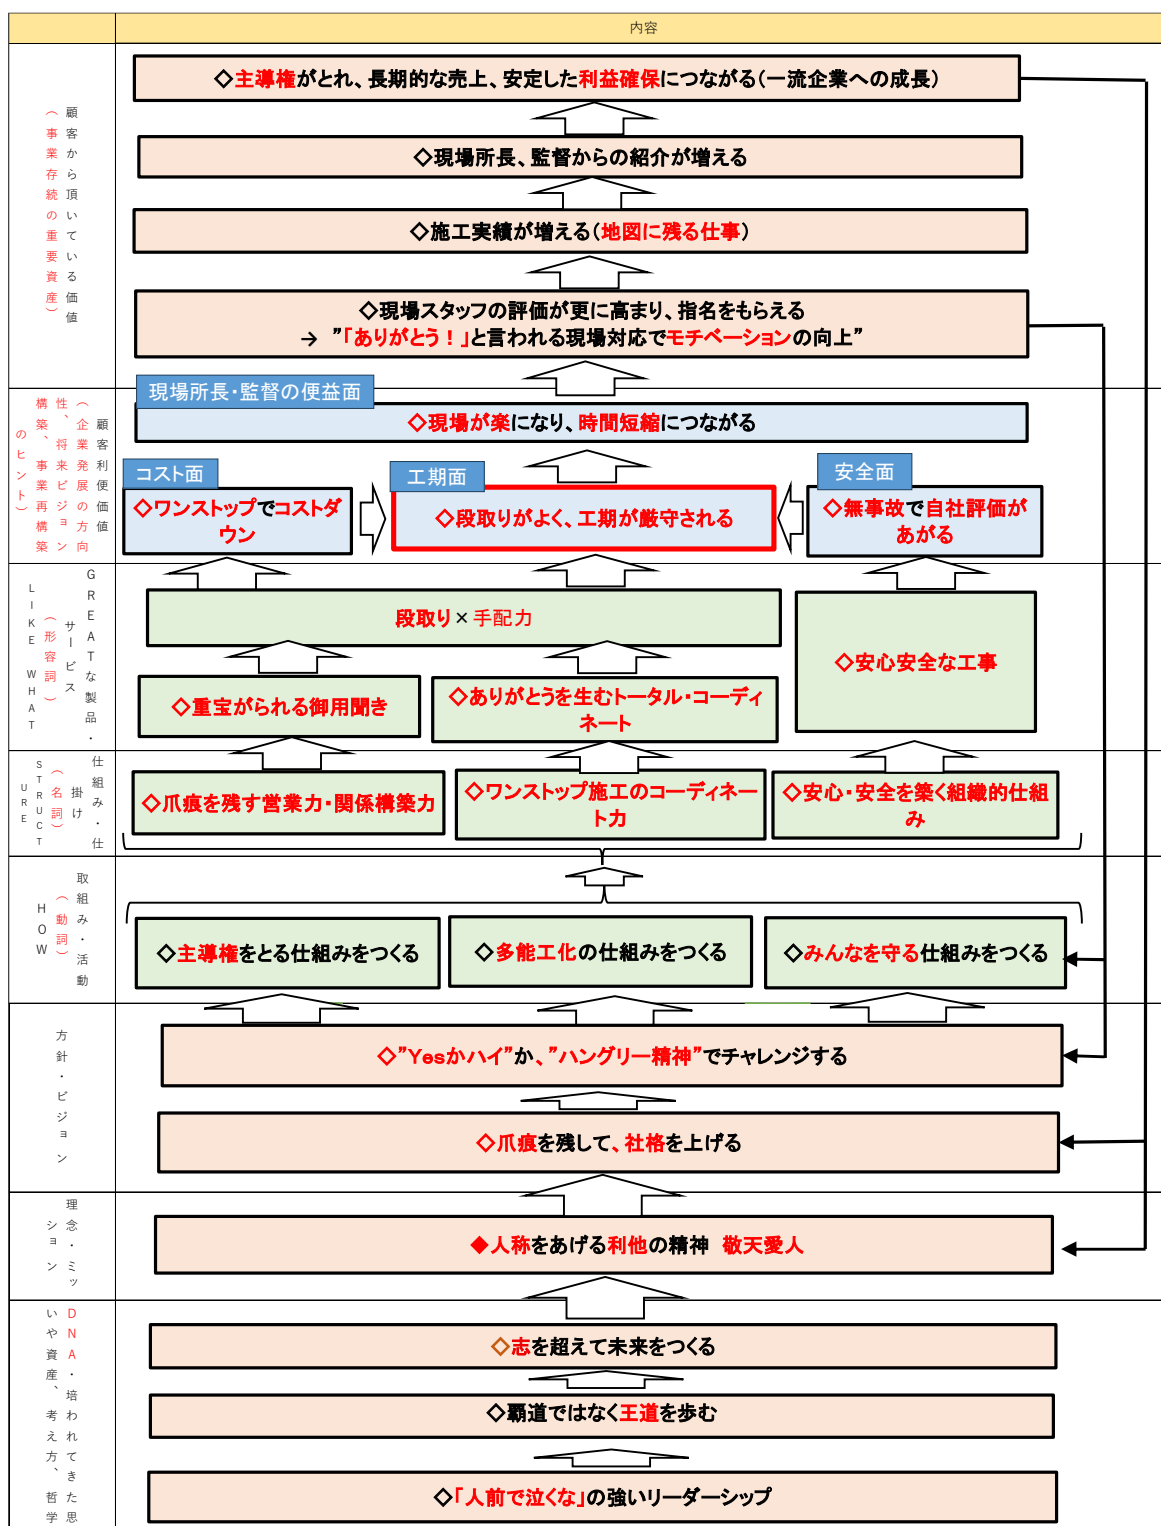 内容
顧客から頂いている価値
（事業存続の重要資産）
◇主導権がとれ、長期的な売上、安定した利益確保につながる（一流企業への成長）
◇現場所長、監督からの紹介が増える
◇施工実績が増える（地図に残る仕事）
◇現場スタッフの評価が更に高まり、指名をもらえる
→ ”「ありがとう！」と言われる現場対応でモチベーションの向上”
顧客利便価値
（企業発展の方向
性、将来ビジョン
構築、事業再構築
のヒント）
現場所長・監督の便益面
◇現場が楽になり、時間短縮につながる
コスト面
◇ワンストップでコストダ
ウン
工期面
◇段取りがよく、工期が厳守される
安全面
◇無事故で自社評価が
あがる
GREATな製品・
サービス
（形容詞）
LIKE WHAT
段取り×手配力
◇安心安全な工事
◇重宝がられる御用聞き
◇ありがとうを生むトータル・コーディ
ネート
仕組み・仕
掛け
（名詞）
STRUCT
URE
◇爪痕を残す営業力・関係構築力
◇ワンストップ施工のコーディネー
ト力
◇安心・安全を築く組織的仕組
み
取組み・活動
（動詞）
HOW
◇主導権をとる仕組みをつくる
◇多能工化の仕組みをつくる
◇みんなを守る仕組みをつくる
方針・ビジョン
◇”Yesかハイ”か、”ハングリー精神”でチャレンジする
◇爪痕を残して、社格を上げる
理念・ミッ
ション
◆人称をあげる利他の精神　敬天愛人
DNA・培われてきた思
いや資産、考え方、哲学
◇志を超えて未来をつくる
◇覇道ではなく王道を歩む
◇「人前で泣くな」の強いリーダーシップ